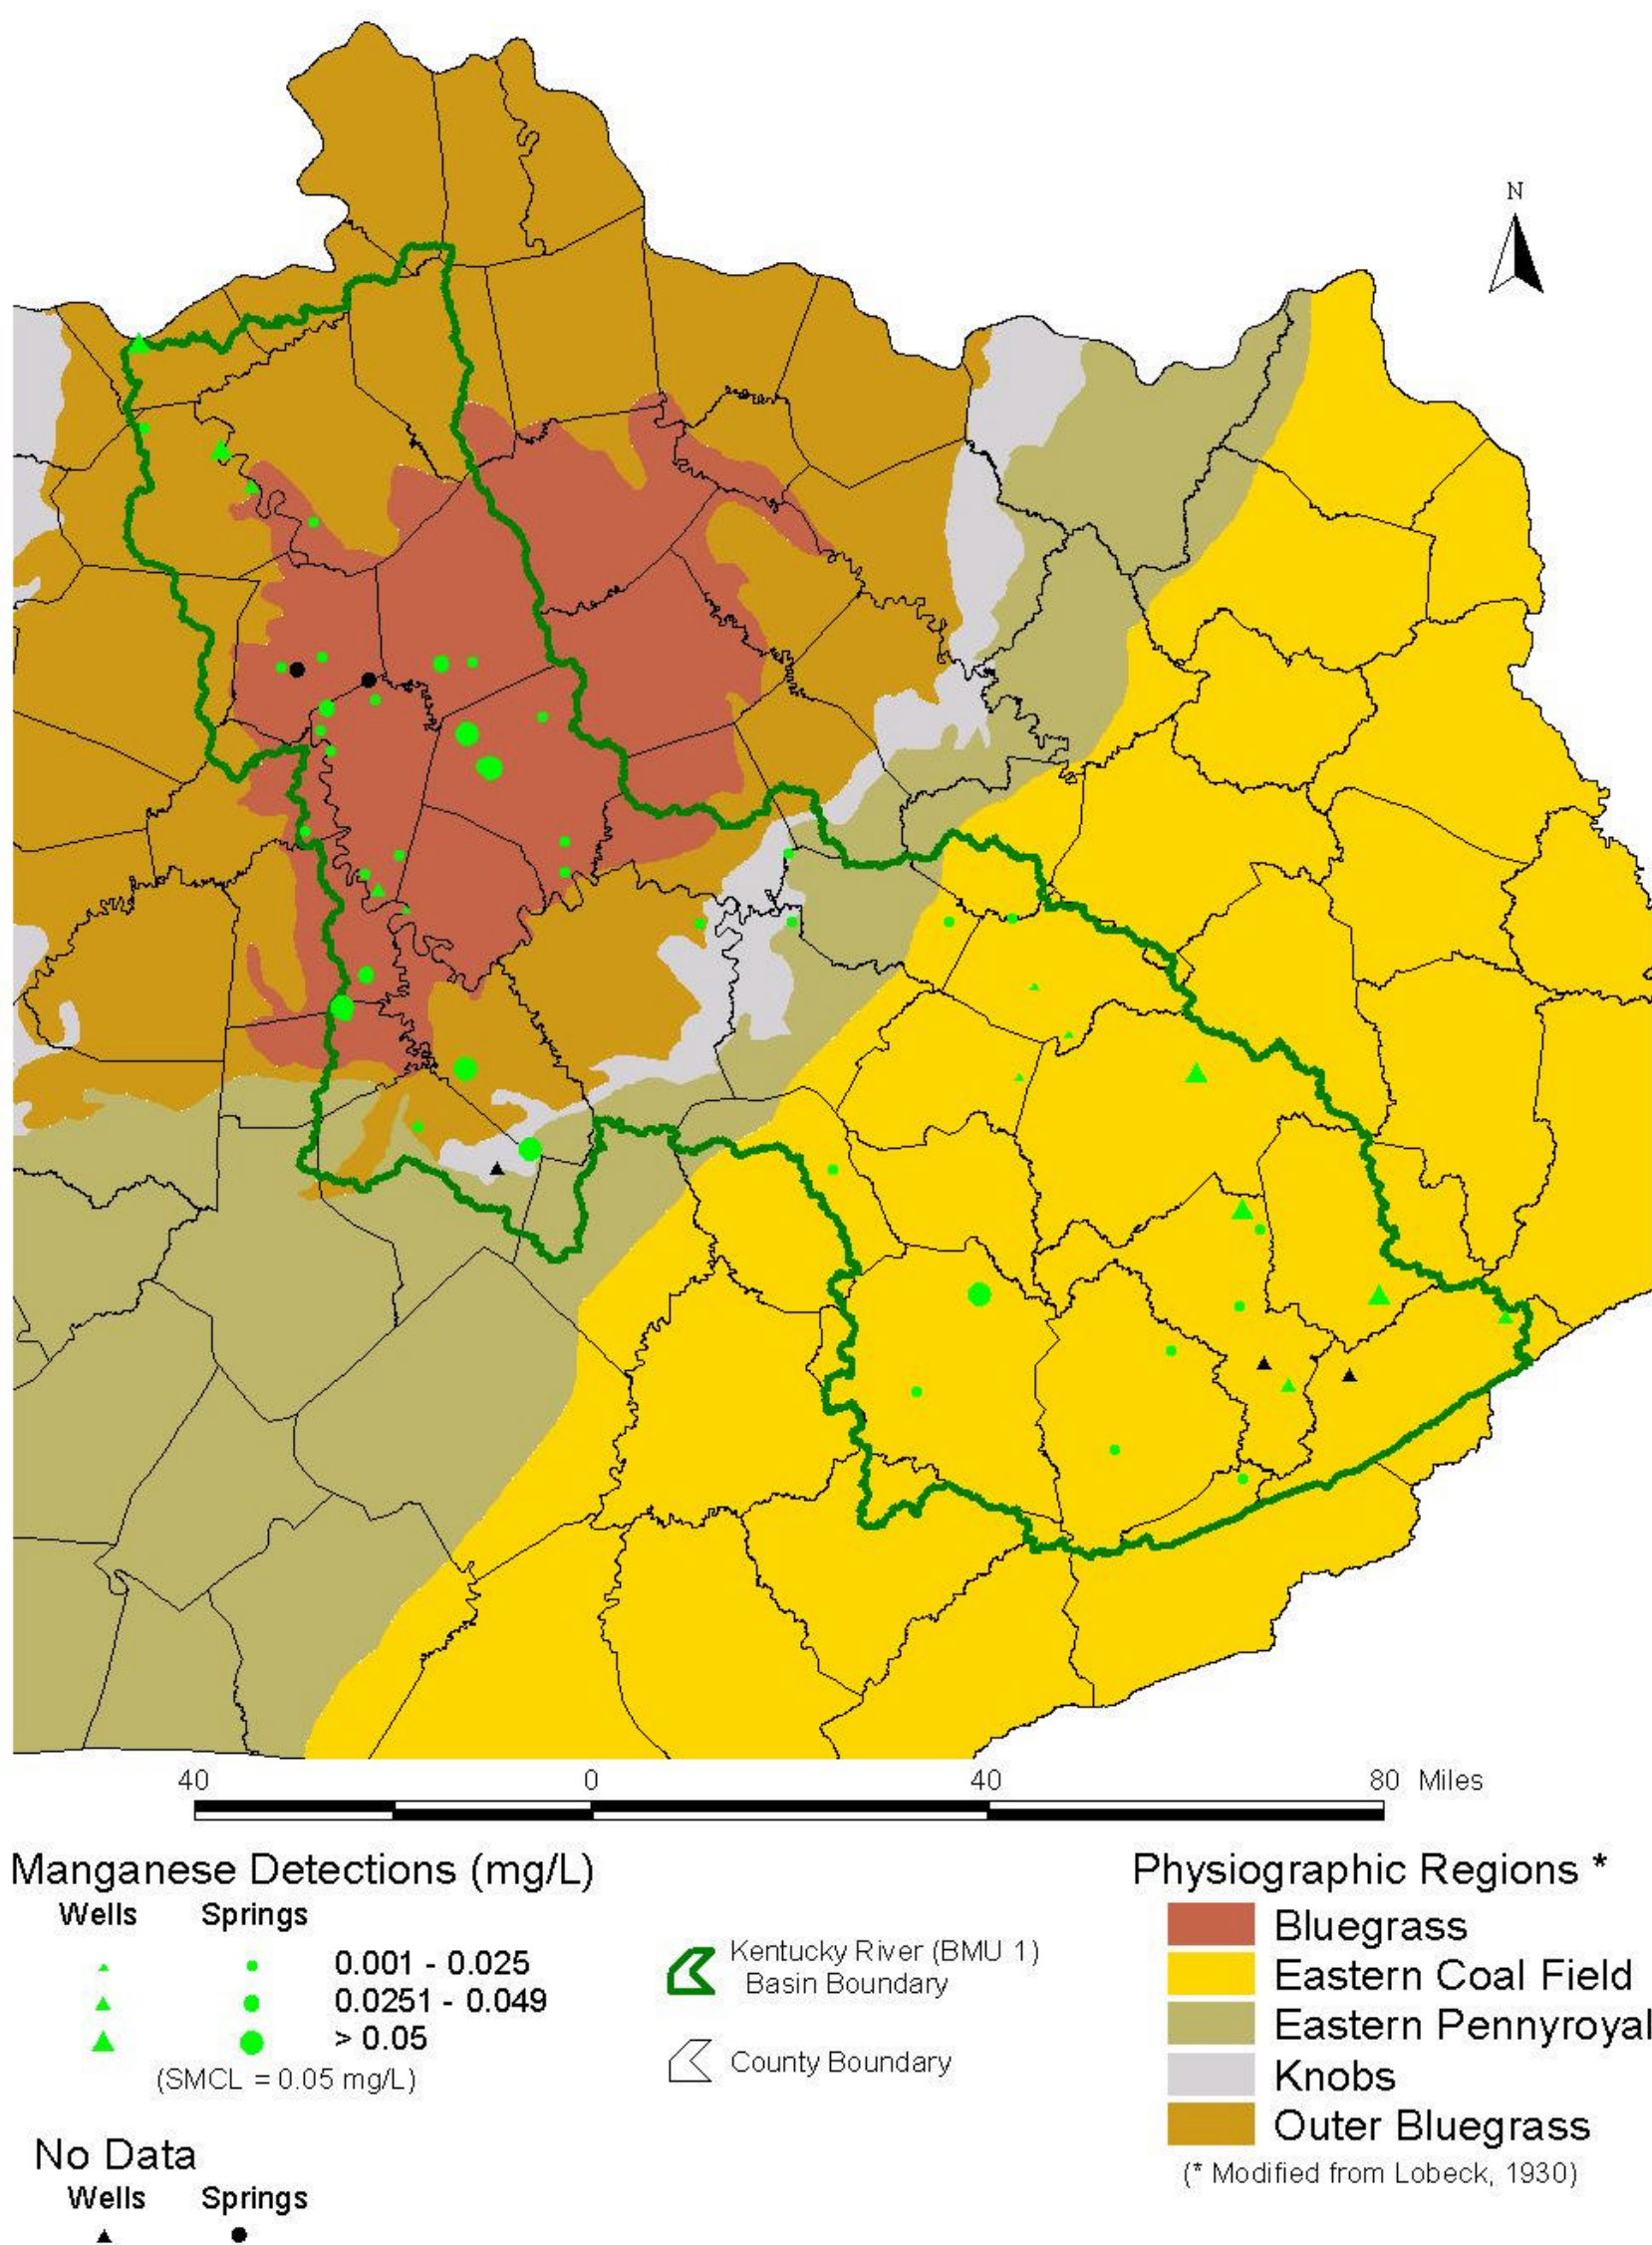 N
40 0 40 80 Miles
Manganese Detections (mg/L)
Wells Springs
0.001 - 0.025
0.0251 - 0.049
> 0.05
(SMCL = 0.05 mg/L)
No Data
Wells Springs
Kentucky River (BMU 1)
Basin Boundary
County Boundary
Physiographic Regions *
Bluegrass
Eastern Coal Field
Eastern Pennyroyal
Knobs
Outer Bluegrass
(* Modified from Lobeck, 1930)